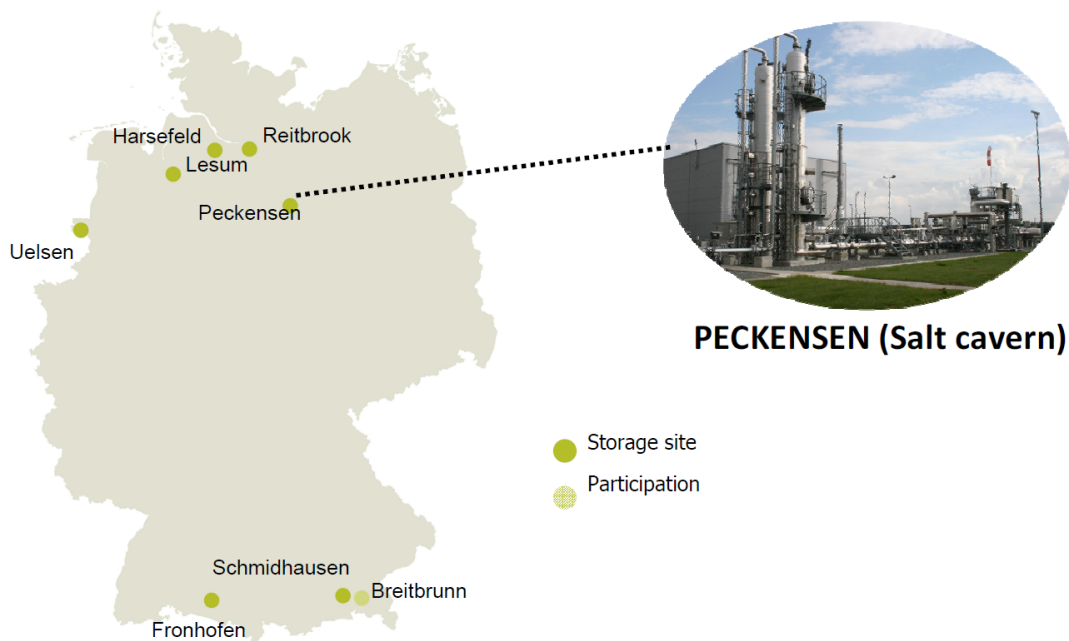 Harsefeld
Reitbrook
Lesum
Peckensen
Uelsen
PECKENSEN (Salt cavern)
Storage site
Participation
Schmidhausen
Breitbrunn
Fronhofen